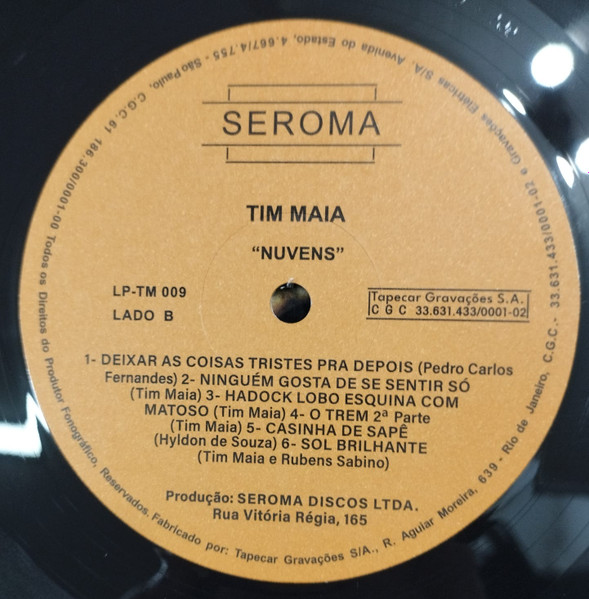 SEROMA
TIM MAIA
“NUVENS”
LP-TM 009
LADO B
Tapecar Gravações S.A.
C G C 33.631.433/0001-02
1- DEIXAR AS COISAS TRISTES PRA DEPOIS (Pedro Carlos
Fernandes) 2- NINGUÉM GOSTA DE SE SENTIR SÓ
(Tim Maia) 3- HADOCK LOBO ESQUINA COM
MATOSO (Tim Maia) 4- O TREM 2ª Parte
(Tim Maia) 5- CASINHA DE SAPÊ
(Hyldon de Souza) 6- SOL BRILHANTE
(Tim Maia e Rubens Sabino)
Produção: SEROMA DISCOS LTDA.
Rua Vitória Régia, 165
Todos os Direitos do Produtor Fonográfico, Reservados. Fabricado por: Tapecar Gravações S/A., R. Aguiar Moreira, 639 - Rio de Janeiro, C.G.C.. 33.631.433/0001-02 e Gravações Elétricas S/A. Avenida do Estado, 4.667/4.755 - São Paulo, C.G.C. 61 186.300/0001-00